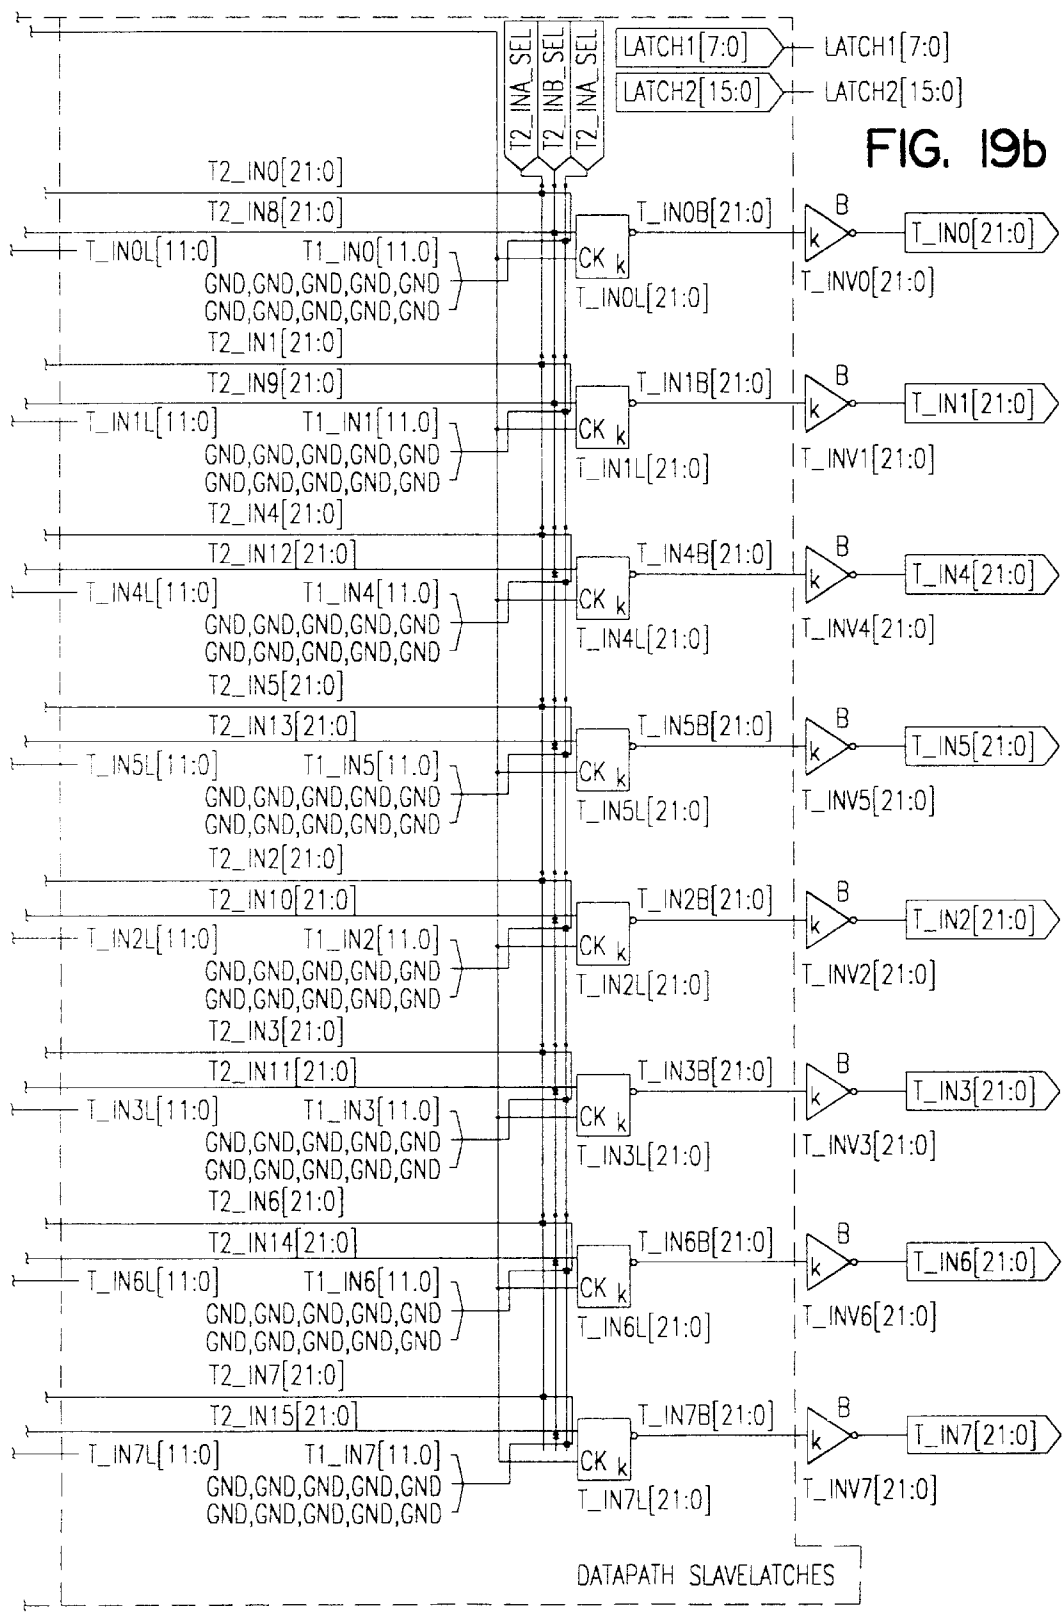 T2_INA_SEL
T2_INB_SEL
T2_INA_SEL
LATCH1[7:0] LATCH1[7:0]
LATCH2[15:0] LATCH2[15:0]
FIG. 19b
T2_IN0[21:0]
T2_IN8[21:0] T_IN0B[21:0] B
T_IN0L[11:0] T1_IN0[11.0] k T_IN0[21:0]
GND,GND,GND,GND,GND CK k T_INV0[21:0]
GND,GND,GND,GND,GND T_IN0L[21:0]
T2_IN1[21:0]
T2_IN9[21:0] T_IN1B[21:0] B
T_IN1L[11:0] T1_IN1[11.0] k T_IN1[21:0]
GND,GND,GND,GND,GND CK k T_INV1[21:0]
GND,GND,GND,GND,GND T_IN1L[21:0]
T2_IN4[21:0]
T2_IN12[21:0] T_IN4B[21:0] B
T_IN4L[11:0] T1_IN4[11.0] k T_IN4[21:0]
GND,GND,GND,GND,GND CK k T_INV4[21:0]
GND,GND,GND,GND,GND T_IN4L[21:0]
T2_IN5[21:0]
T2_IN13[21:0] T_IN5B[21:0] B
T_IN5L[11:0] T1_IN5[11.0] k T_IN5[21:0]
GND,GND,GND,GND,GND CK k T_INV5[21:0]
GND,GND,GND,GND,GND T_IN5L[21:0]
T2_IN2[21:0]
T2_IN10[21:0] T_IN2B[21:0] B
T_IN2L[11:0] T1_IN2[11.0] k T_IN2[21:0]
GND,GND,GND,GND,GND CK k T_INV2[21:0]
GND,GND,GND,GND,GND T_IN2L[21:0]
T2_IN3[21:0]
T2_IN11[21:0] T_IN3B[21:0] B
T_IN3L[11:0] T1_IN3[11.0] k T_IN3[21:0]
GND,GND,GND,GND,GND CK k T_INV3[21:0]
GND,GND,GND,GND,GND T_IN3L[21:0]
T2_IN6[21:0]
T2_IN14[21:0] T_IN6B[21:0] B
T_IN6L[11:0] T1_IN6[11.0] k T_IN6[21:0]
GND,GND,GND,GND,GND CK k T_INV6[21:0]
GND,GND,GND,GND,GND T_IN6L[21:0]
T2_IN7[21:0]
T2_IN15[21:0] T_IN7B[21:0] B
T_IN7L[11:0] T1_IN7[11.0] k T_IN7[21:0]
GND,GND,GND,GND,GND CK k T_INV7[21:0]
GND,GND,GND,GND,GND T_IN7L[21:0]
DATAPATH SLAVELATCHES